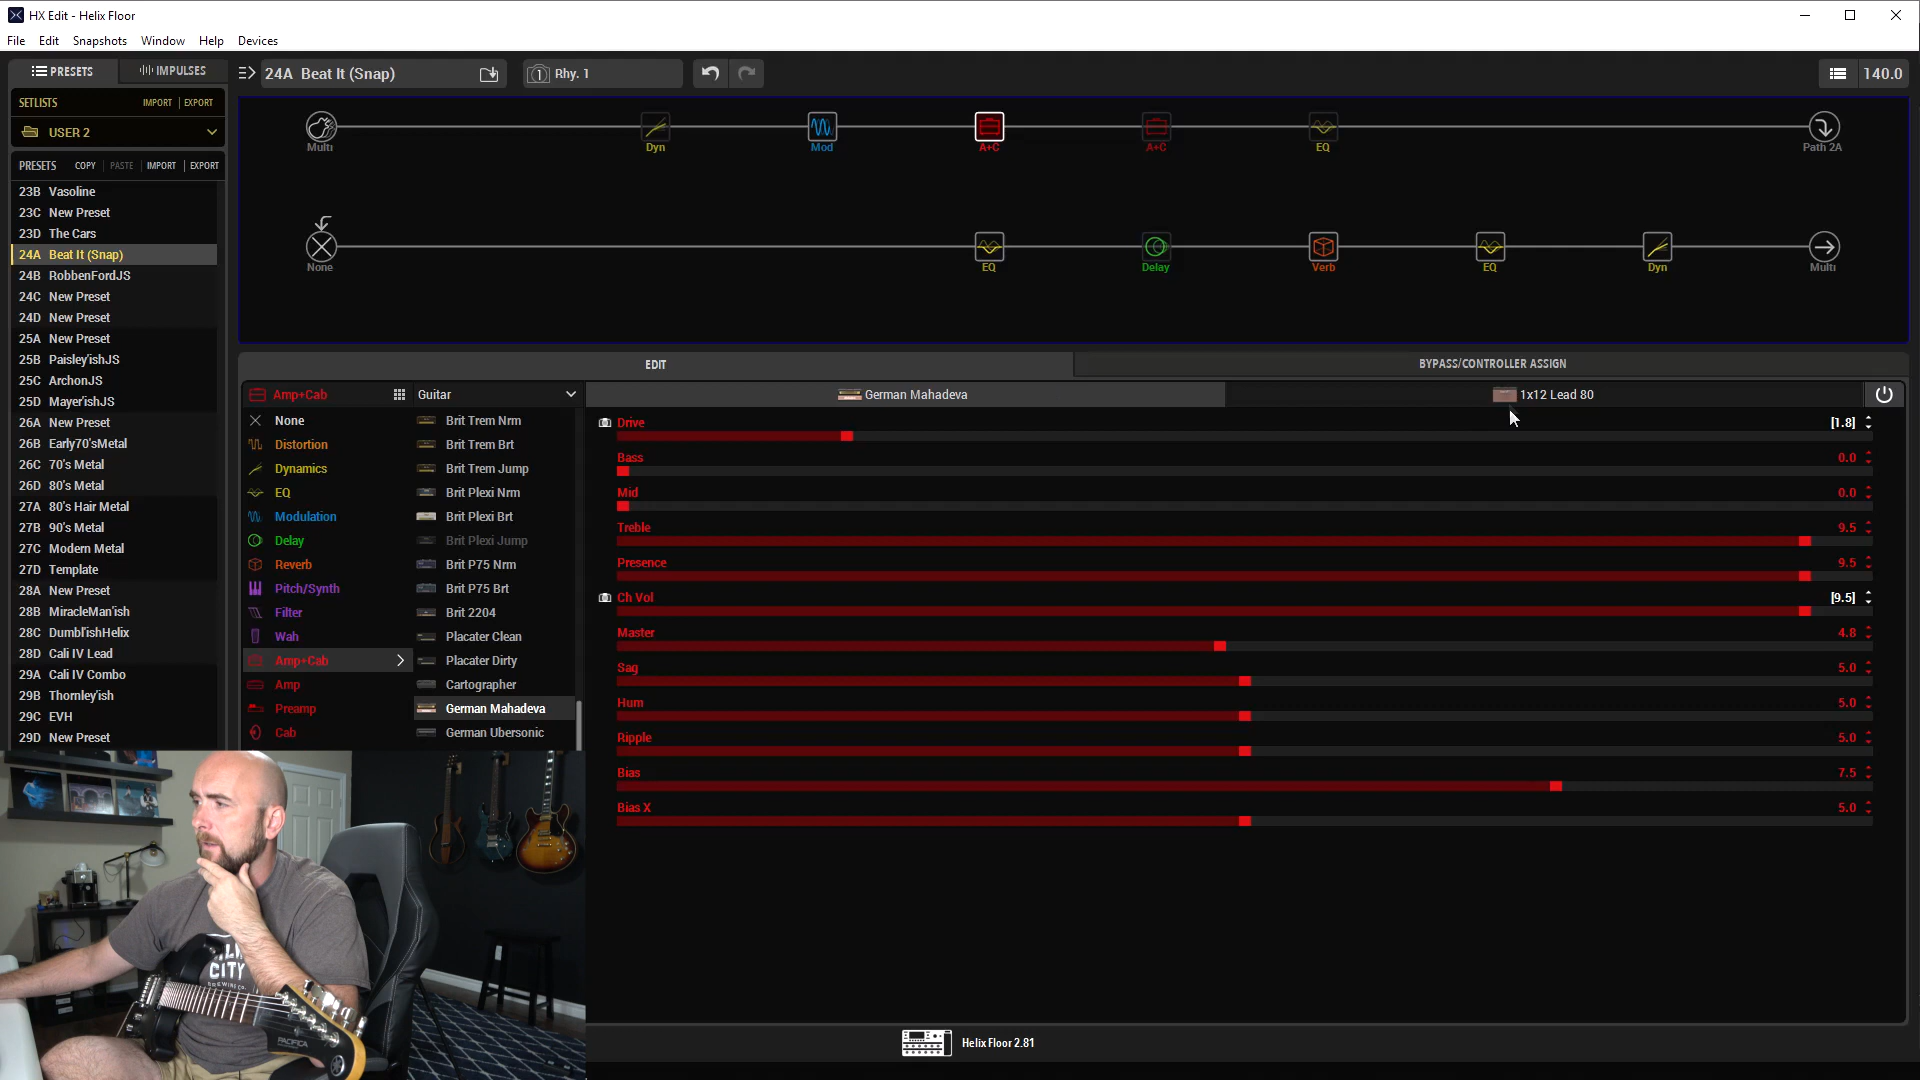 HX Edit - Helix Floor
File Edit Snapshots Window Help Devices
PRESETS IMPULSES
24A Beat It (Snap)
1 Rhy. 1
140.0
SETLISTS IMPORT | EXPORT
USER 2
PRESETS COPY PASTE IMPORT EXPORT
23B Vasoline
23C New Preset
23D The Cars
24A Beat It (Snap)
24B RobbenFordJS
24C New Preset
24D New Preset
25A New Preset
25B Paisley'ishJS
25C ArchonJS
25D Mayer'ishJS
26A New Preset
26B Early70'sMetal
26C 70's Metal
26D 80's Metal
27A 80's Hair Metal
27B 90's Metal
27C Modern Metal
27D Template
28A New Preset
28B MiracleMan'ish
28C Dumbl'ishHelix
28D Cali IV Lead
29A Cali IV Combo
29B Thornley'ish
29C EVH
29D New Preset
Multi Dyn Mod A+C A+C EQ Path 2A
None EQ Delay Verb EQ Dyn Multi
EDIT BYPASS/CONTROLLER ASSIGN
Amp+Cab Guitar
None
Distortion
Dynamics
EQ
Modulation
Delay
Reverb
Pitch/Synth
Filter
Wah
Amp+Cab
Amp
Preamp
Cab
Brit Trem Nrm
Brit Trem Brt
Brit Trem Jump
Brit Plexi Nrm
Brit Plexi Brt
Brit Plexi Jump
Brit P75 Nrm
Brit P75 Brt
Brit 2204
Placater Clean
Placater Dirty
Cartographer
German Mahadeva
German Ubersonic
German Mahadeva 1x12 Lead 80
Drive [1.8]
Bass 0.0
Mid 0.0
Treble 9.5
Presence 9.5
Ch Vol [9.5]
Master 4.8
Sag 5.0
Hum 5.0
Ripple 5.0
Bias 7.5
Bias X 5.0
CITY
PACIFICA
Helix Floor 2.81